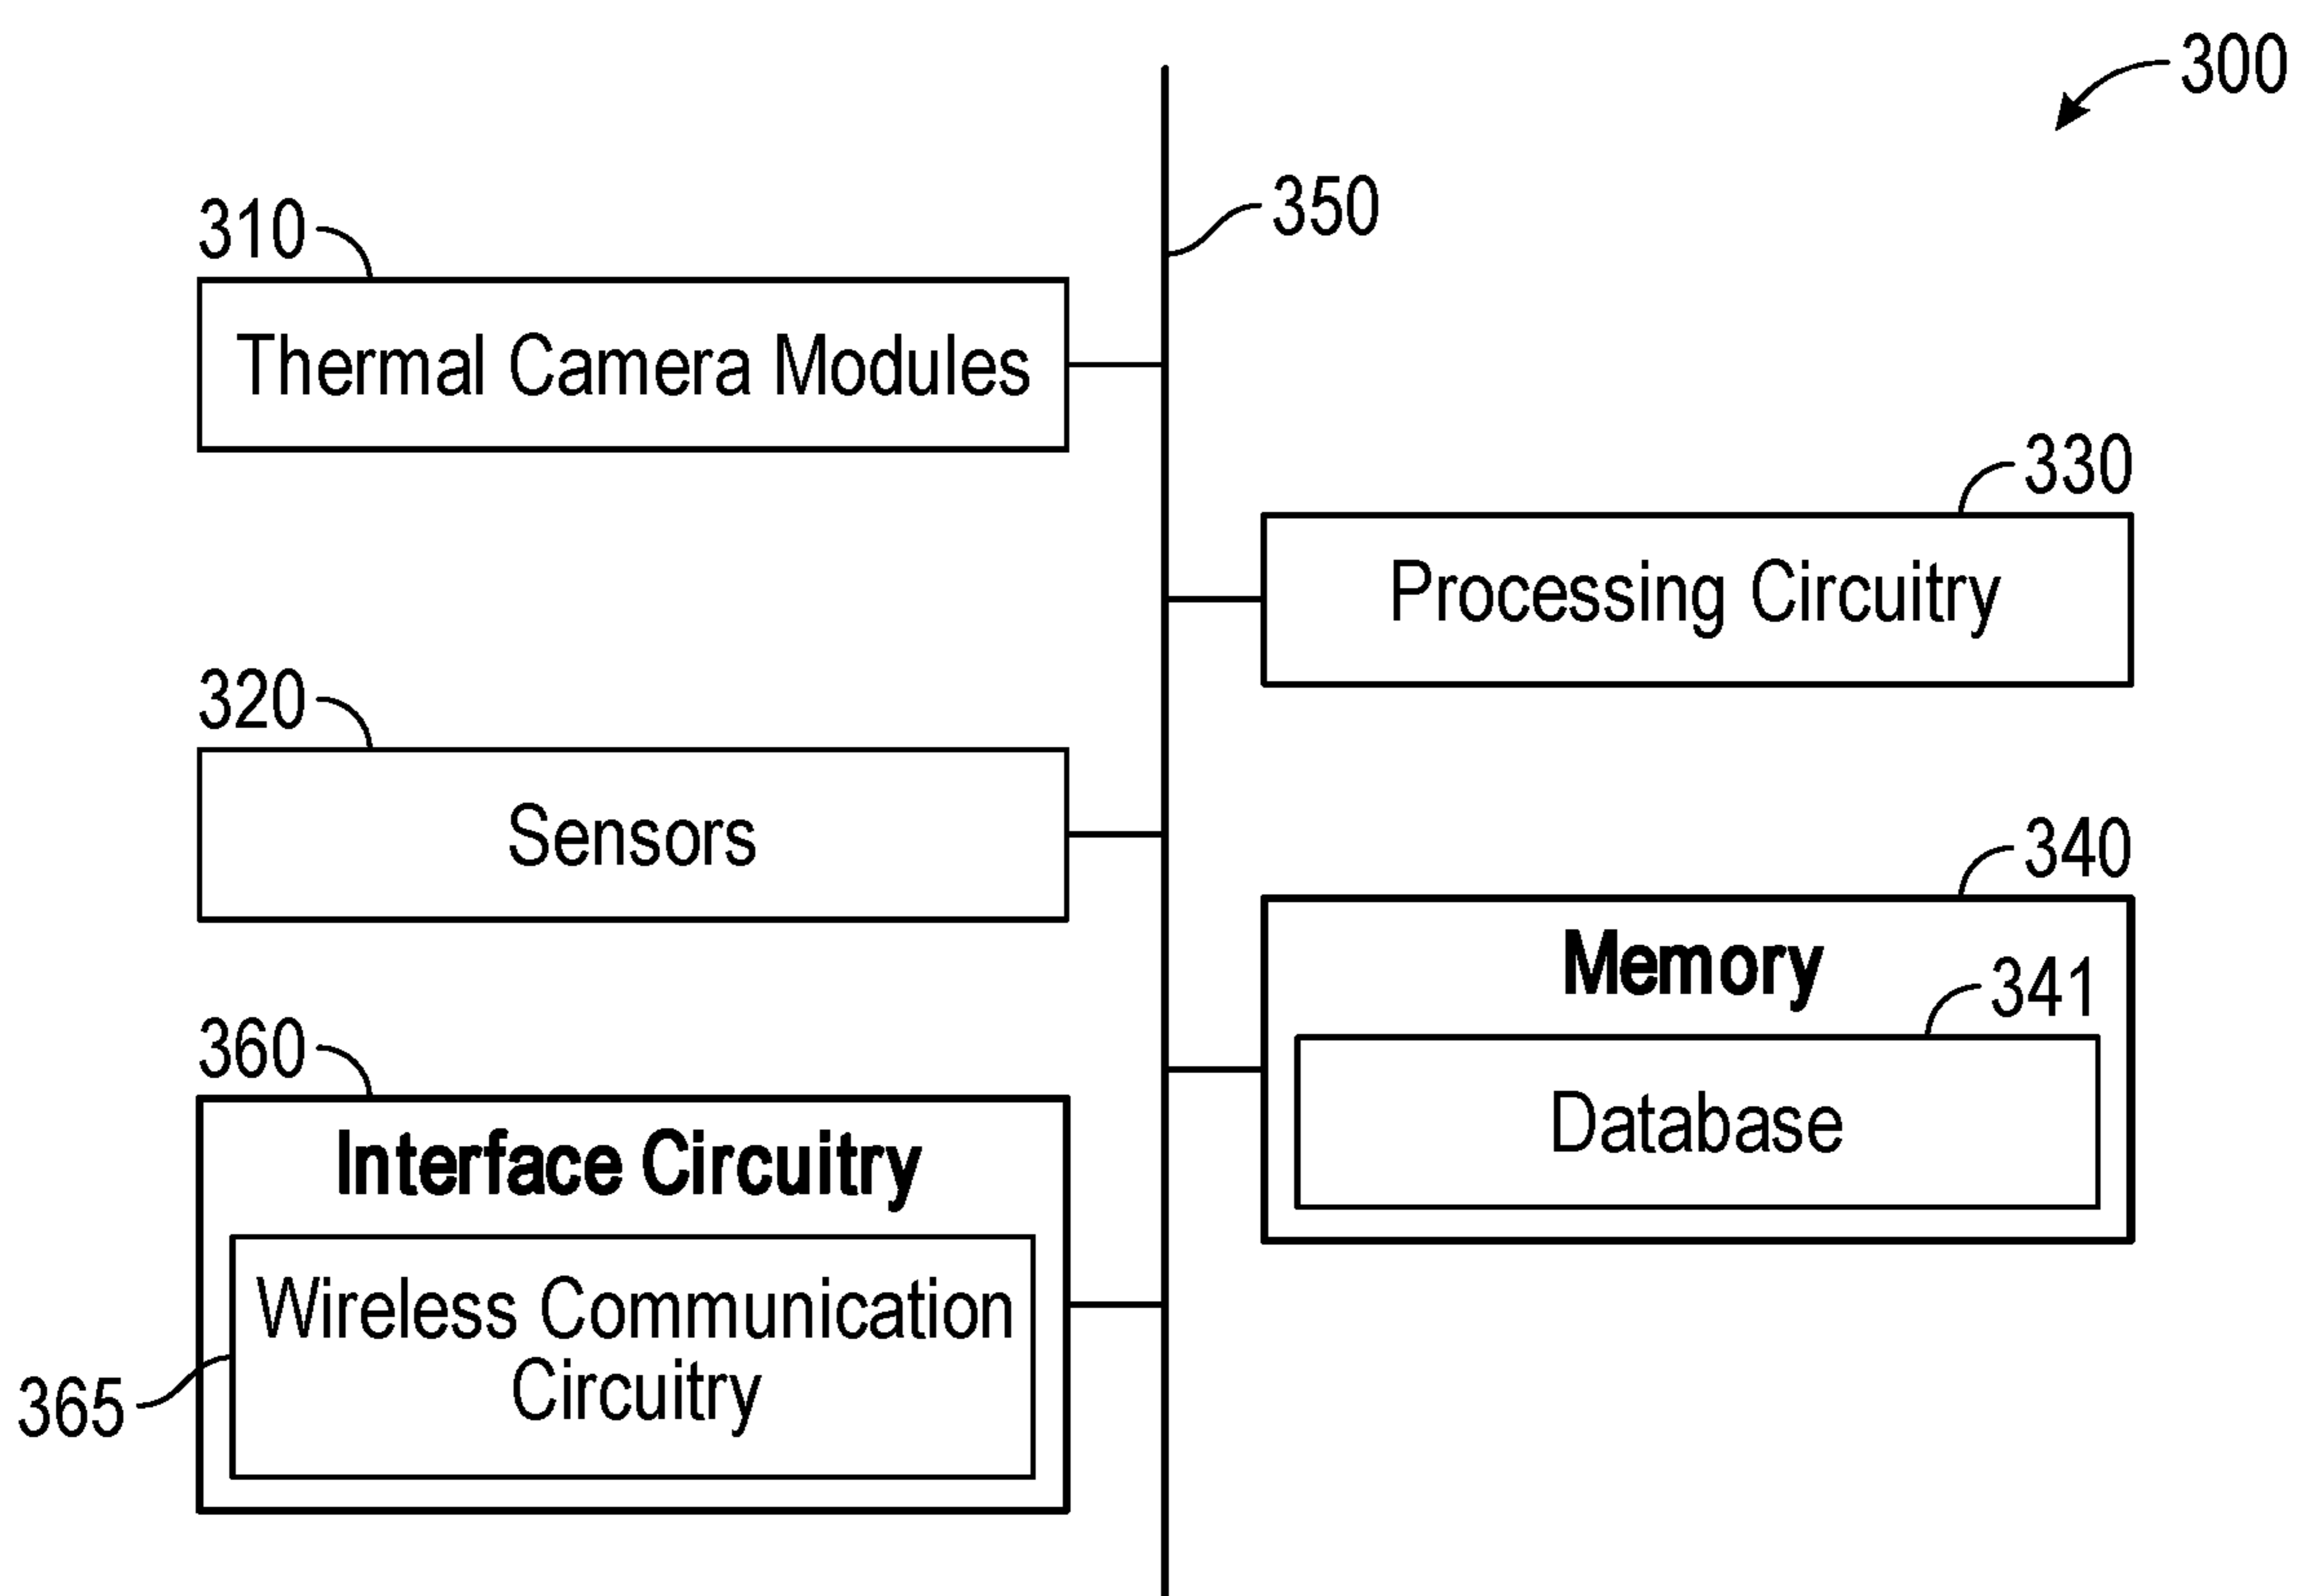 300
350
310
Thermal Camera Modules
330
Processing Circuitry
320
Sensors
340
Memory
341
Database
360
Interface Circuitry
Wireless Communication
Circuitry
365